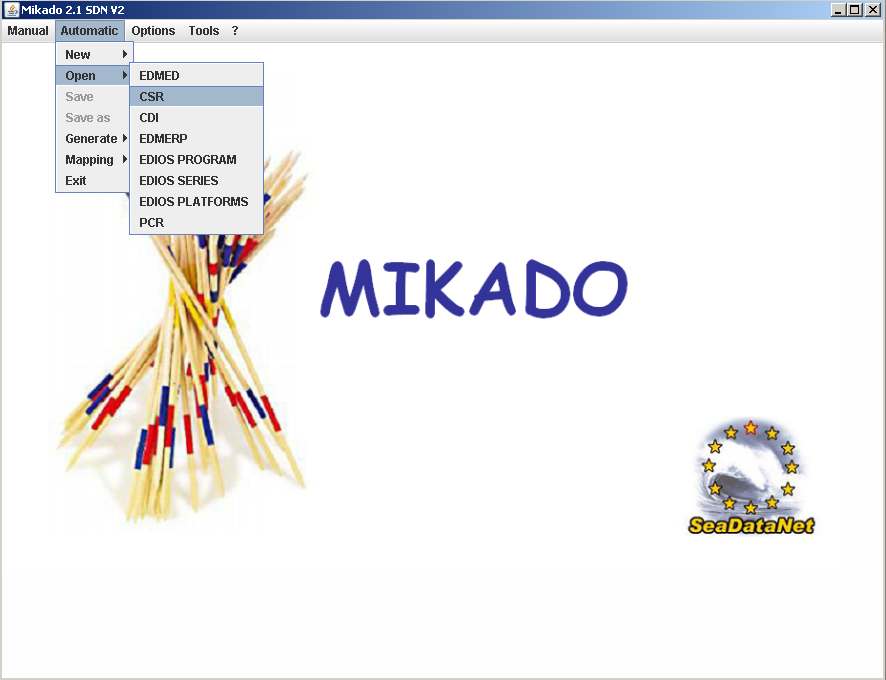 Mikado 2.1 SDN V2
Manual Automatic Options Tools ?
New
Open
Save
Save as
Generate
Mapping
Exit
EDMED
CSR
CDI
EDMERP
EDIOS PROGRAM
EDIOS SERIES
EDIOS PLATFORMS
PCR
MIKADO
SeaDataNet